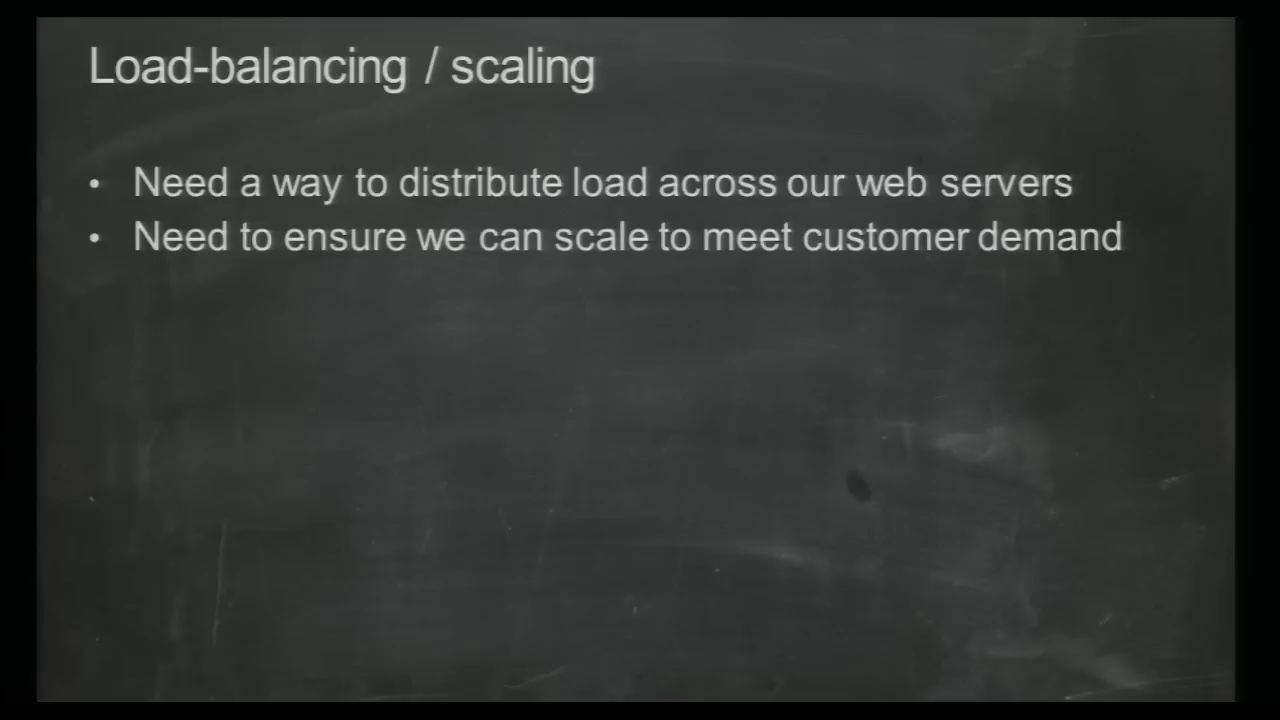 Load-balancing / scaling
• Need a way to distribute load across our web servers
• Need to ensure we can scale to meet customer demand